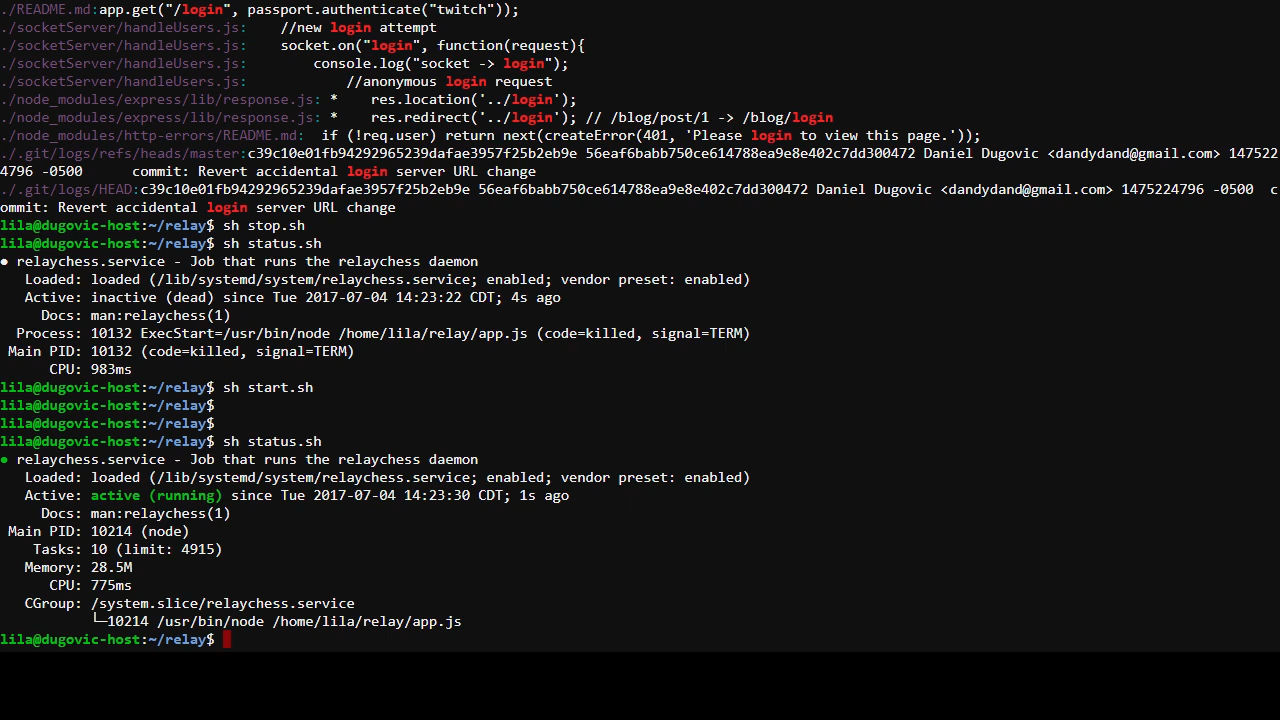 ./README.md:app.get("/login", passport.authenticate("twitch"));
./socketServer/handleUsers.js:    //new login attempt
./socketServer/handleUsers.js:    socket.on("login", function(request){
./socketServer/handleUsers.js:        console.log("socket -> login");
./socketServer/handleUsers.js:            //anonymous login request
./node_modules/express/lib/response.js: *    res.location('../login');
./node_modules/express/lib/response.js: *    res.redirect('../login'); // /blog/post/1 -> /blog/login
./node_modules/http-errors/README.md:  if (!req.user) return next(createError(401, 'Please login to view this page.'));
./.git/logs/refs/heads/master:c39c10e01fb94292965239dafae3957f25b2eb9e 56eaf6babb750ce614788ea9e8e402c7dd300472 Daniel Dugovic <dandydand@gmail.com> 147522
4796 -0500      commit: Revert accidental login server URL change
./.git/logs/HEAD:c39c10e01fb94292965239dafae3957f25b2eb9e 56eaf6babb750ce614788ea9e8e402c7dd300472 Daniel Dugovic <dandydand@gmail.com> 1475224796 -0500  c
ommit: Revert accidental login server URL change
lila@dugovic-host:~/relay$ sh stop.sh
lila@dugovic-host:~/relay$ sh status.sh
● relaychess.service - Job that runs the relaychess daemon
   Loaded: loaded (/lib/systemd/system/relaychess.service; enabled; vendor preset: enabled)
   Active: inactive (dead) since Tue 2017-07-04 14:23:22 CDT; 4s ago
     Docs: man:relaychess(1)
  Process: 10132 ExecStart=/usr/bin/node /home/lila/relay/app.js (code=killed, signal=TERM)
 Main PID: 10132 (code=killed, signal=TERM)
      CPU: 983ms
lila@dugovic-host:~/relay$ sh start.sh
lila@dugovic-host:~/relay$
lila@dugovic-host:~/relay$
lila@dugovic-host:~/relay$ sh status.sh
● relaychess.service - Job that runs the relaychess daemon
   Loaded: loaded (/lib/systemd/system/relaychess.service; enabled; vendor preset: enabled)
   Active: active (running) since Tue 2017-07-04 14:23:30 CDT; 1s ago
     Docs: man:relaychess(1)
 Main PID: 10214 (node)
    Tasks: 10 (limit: 4915)
   Memory: 28.5M
      CPU: 775ms
   CGroup: /system.slice/relaychess.service
           └─10214 /usr/bin/node /home/lila/relay/app.js
lila@dugovic-host:~/relay$